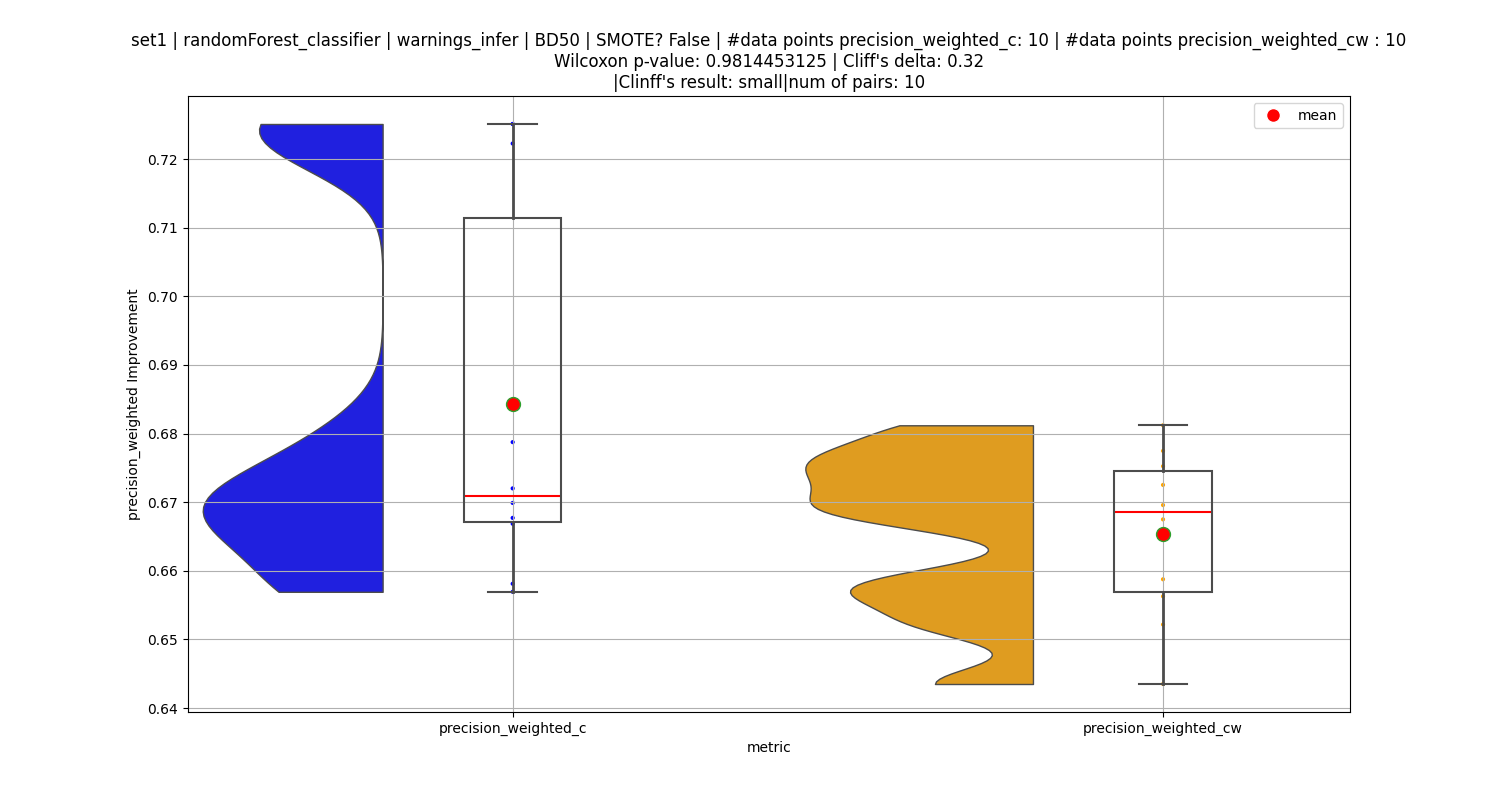 set1 | randomForest_classifier | warnings_infer | BD50 | SMOTE? False | #data points precision_weighted_c: 10 | #data points precision_weighted_cw : 10
Wilcoxon p-value: 0.9814453125 | Cliff's delta: 0.32
|Clinff's result: small|num of pairs: 10
mean
precision_weighted Improvement
0.72
0.71
0.70
0.69
0.68
0.67
0.66
0.65
0.64
precision_weighted_c
precision_weighted_cw
metric